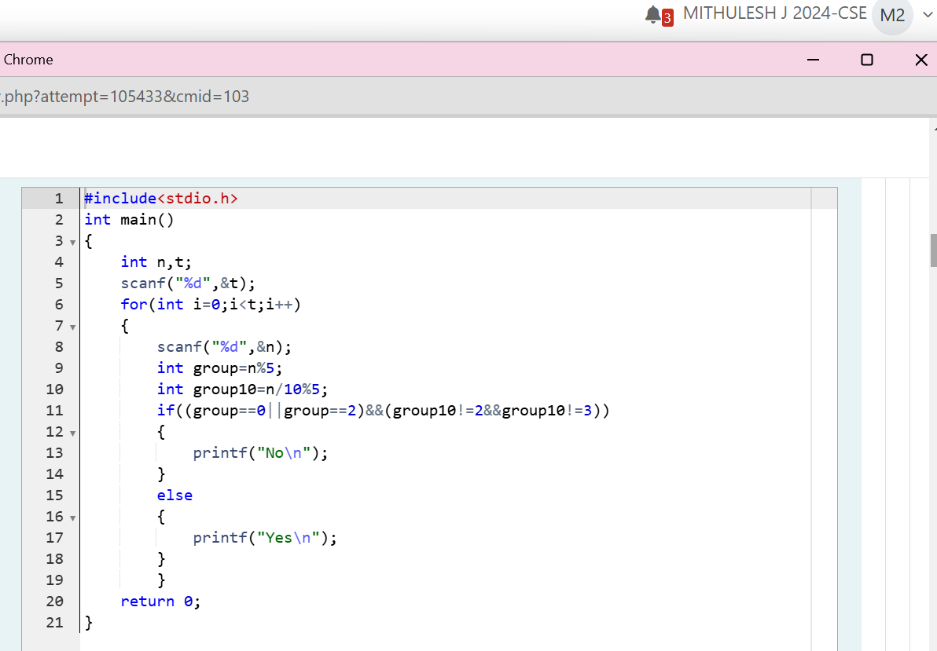 3 MITHULESH J 2024-CSE M2
Chrome
.php?attempt=105433&cmid=103
1 #include<stdio.h>
2 int main()
3 {
4     int n,t;
5     scanf("%d",&t);
6     for(int i=0;i<t;i++)
7     {
8         scanf("%d",&n);
9         int group=n%5;
10         int group10=n/10%5;
11         if((group==0||group==2)&&(group10!=2&&group10!=3))
12         {
13             printf("No\n");
14         }
15         else
16         {
17             printf("Yes\n");
18         }
19         }
20     return 0;
21 }